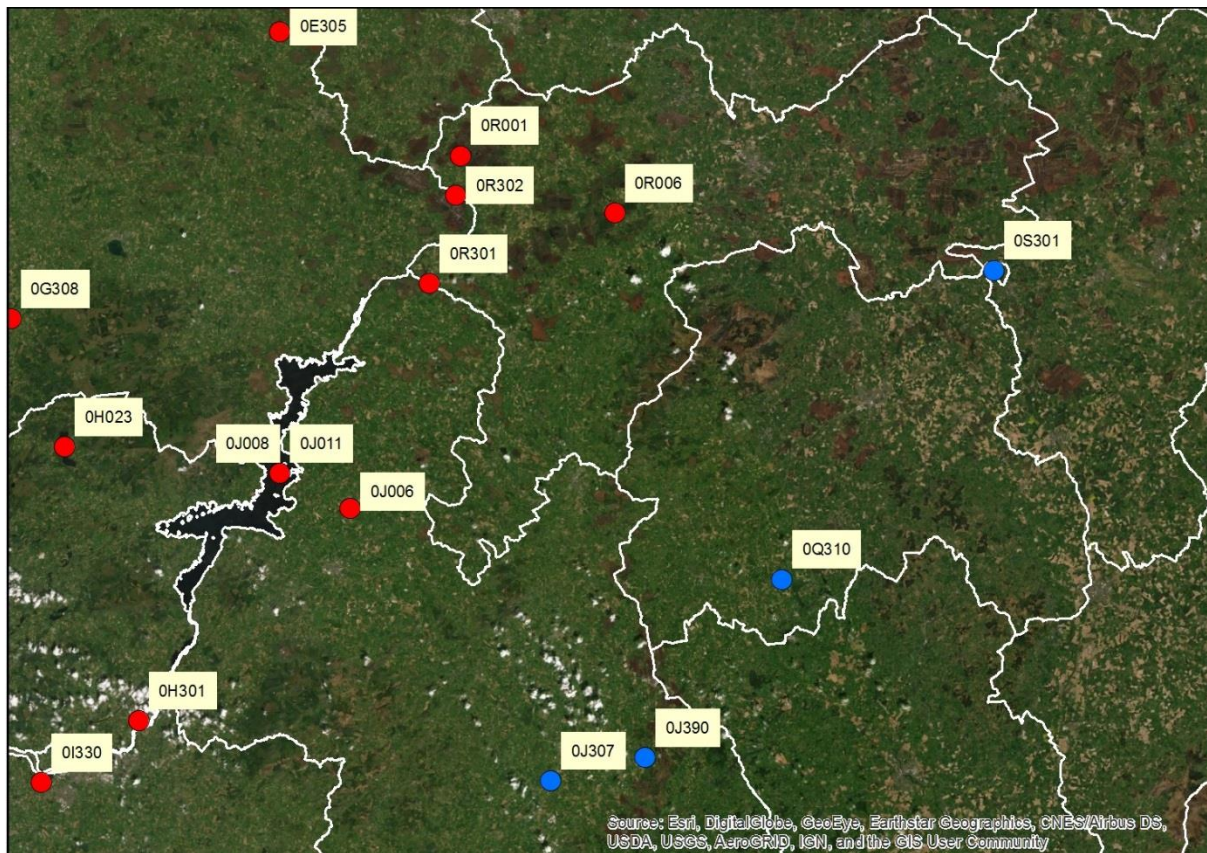 0E305
0R001
0R302
0R006
0R301
0S301
0G308
0H023
0J008
0J011
0J006
0Q310
0H301
0J390
0I330
0J307
Source: Esri, DigitalGlobe, GeoEye, Earthstar Geographics, CNES/Airbus DS,
USDA, USGS, AeroGRID, IGN, and the GIS User Community